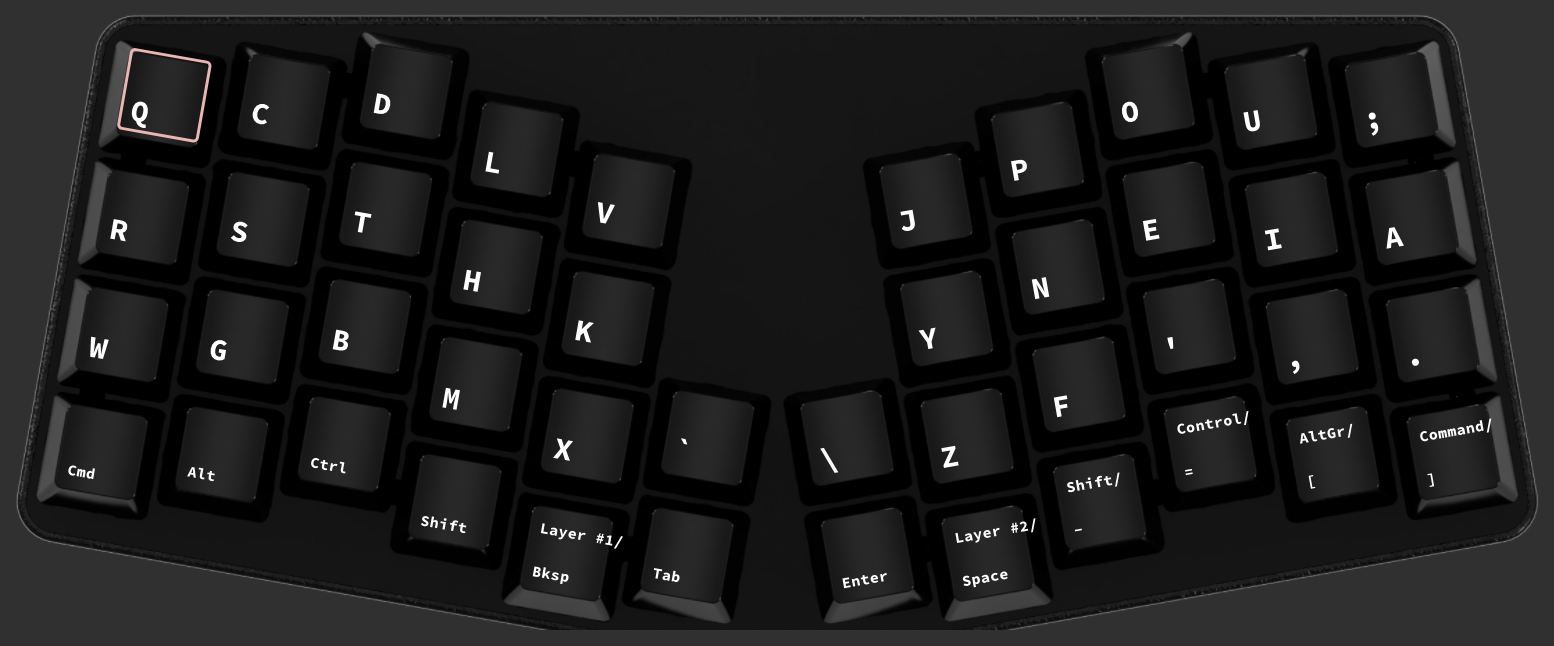 Q C D L V J P O U ;
R S T H K Y N E I A
W G B M X ` \ Z F ' , .
Cmd Alt Ctrl Shift Layer #1/ Tab Enter Layer #2/ Shift/ Control/ AltGr/ Command/
Bksp Space _ = [ ]